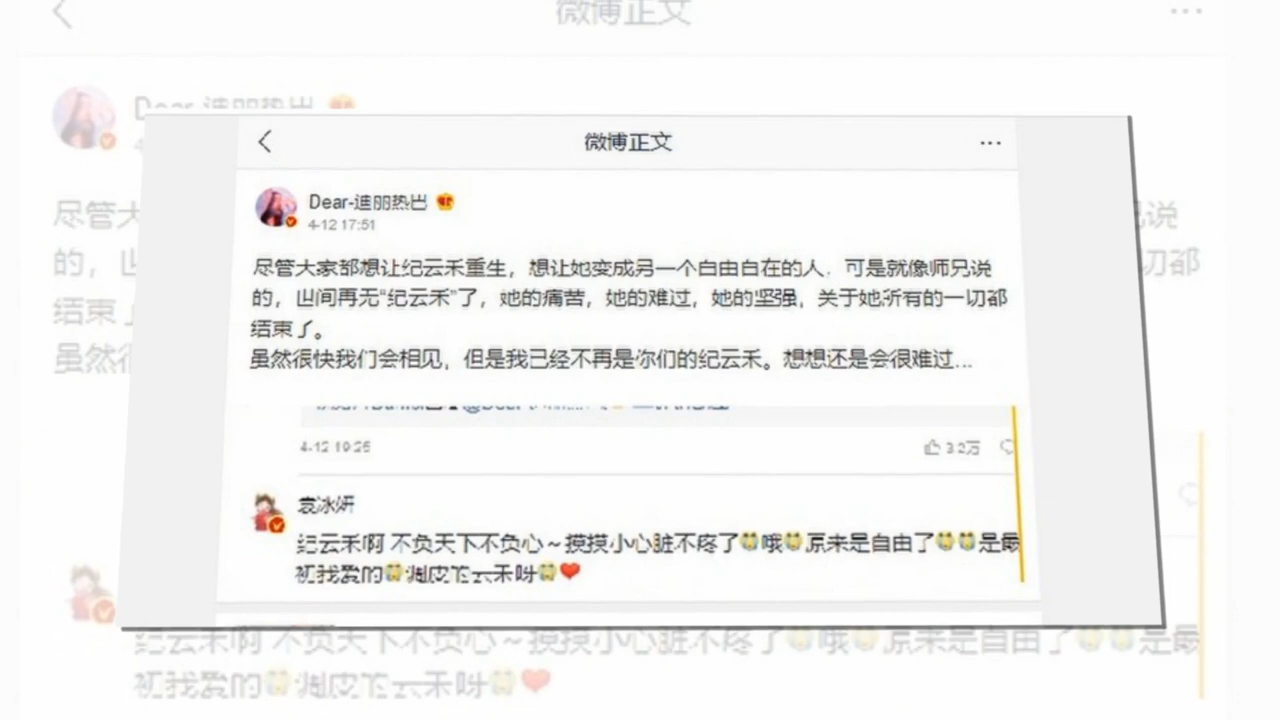 微博正文
Dear-迪丽热巴
4-12 17:51
尽管大家都想让纪云禾重生，想让她变成另一个自由自在的人，可是就像师兄说
的，世间再无“纪云禾”了，她的痛苦，她的难过，她的坚强，关于她所有的一切都
结束了。
虽然很快我们会相见，但是我已经不再是你们的纪云禾。想想还是会很难过...
4-12 19:25
3.2万
袁冰妍
纪云禾啊 不负天下不负心～摸摸小心脏不疼了哦原来是自由了是最
初我爱的调皮的云禾呀